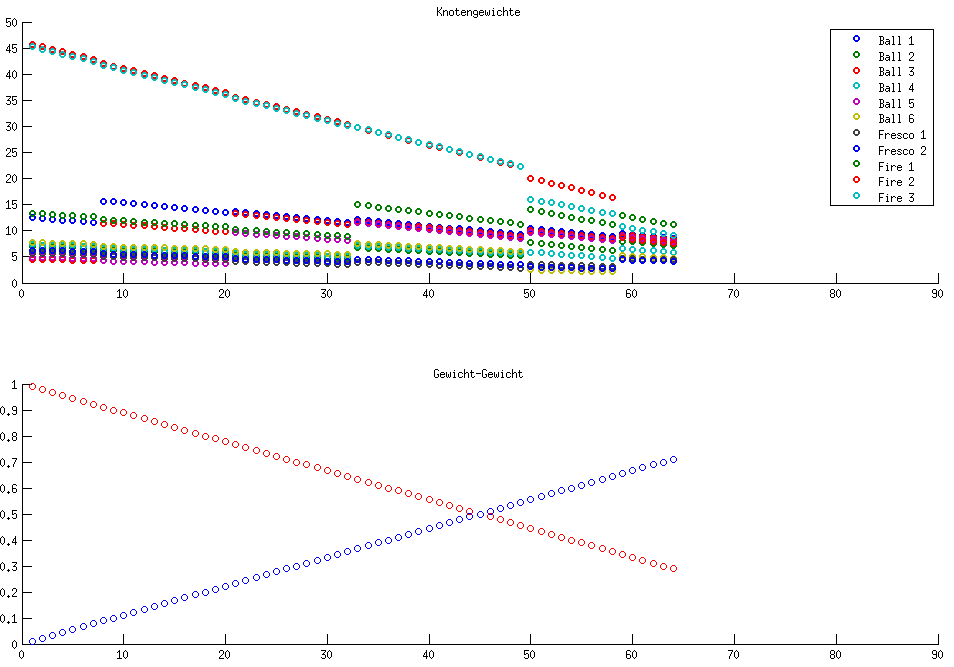 Knotengewichte
50
45
40
35
30
25
20
15
10
5
0
0 10 20 30 40 50 60 70 80 90
Ball 1
Ball 2
Ball 3
Ball 4
Ball 5
Ball 6
Fresco 1
Fresco 2
Fire 1
Fire 2
Fire 3
Gewicht-Gewicht
1
0.9
0.8
0.7
0.6
0.5
0.4
0.3
0.2
0.1
0
0 10 20 30 40 50 60 70 80 90